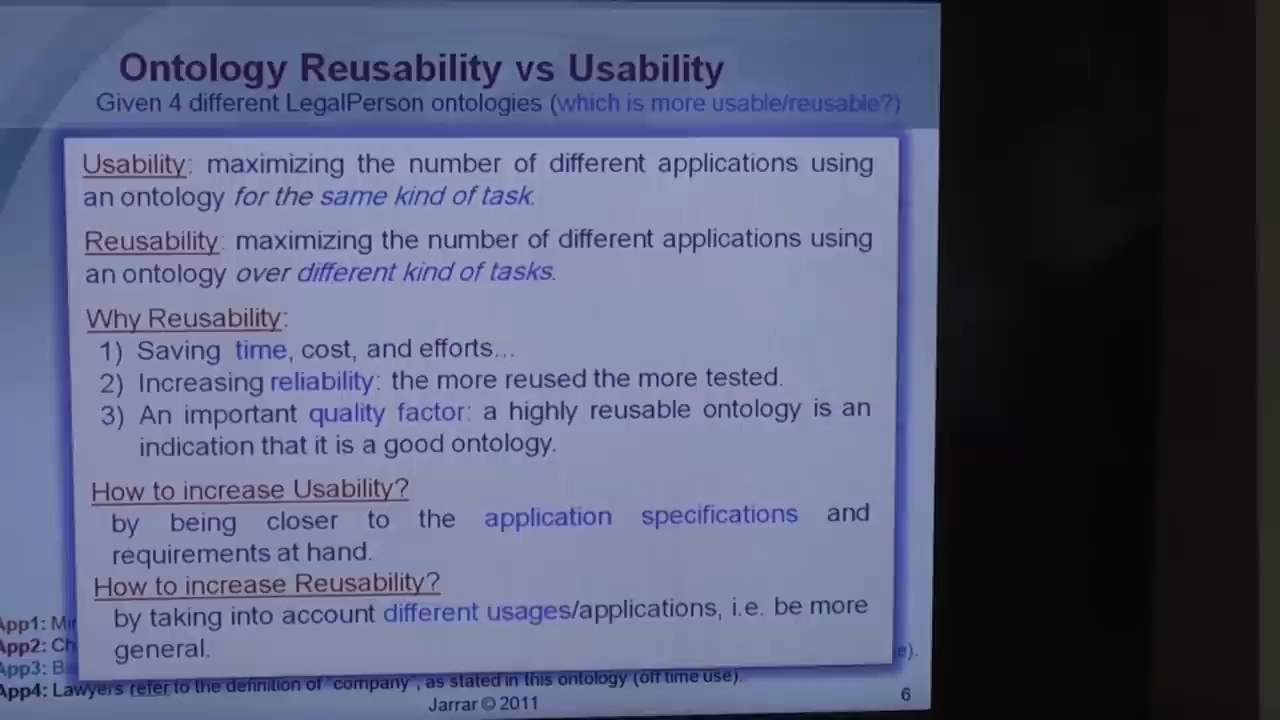 Ontology Reusability vs Usability
Given 4 different LegalPerson ontologies (which is more usable/reusable?)
Usability: maximizing the number of different applications using
an ontology for the same kind of task.
Reusability: maximizing the number of different applications using
an ontology over different kind of tasks.
Why Reusability:
1) Saving time, cost, and efforts...
2) Increasing reliability: the more reused the more tested.
3) An important quality factor: a highly reusable ontology is an
indication that it is a good ontology.
How to increase Usability?
by being closer to the application specifications and
requirements at hand.
How to increase Reusability?
by taking into account different usages/applications, i.e. be more
general.
App1:
App2:
App3: e).
App4: Lawyers refer to the definition of "company", as stated in this ontology (off time use).
Jarrar © 2011
6